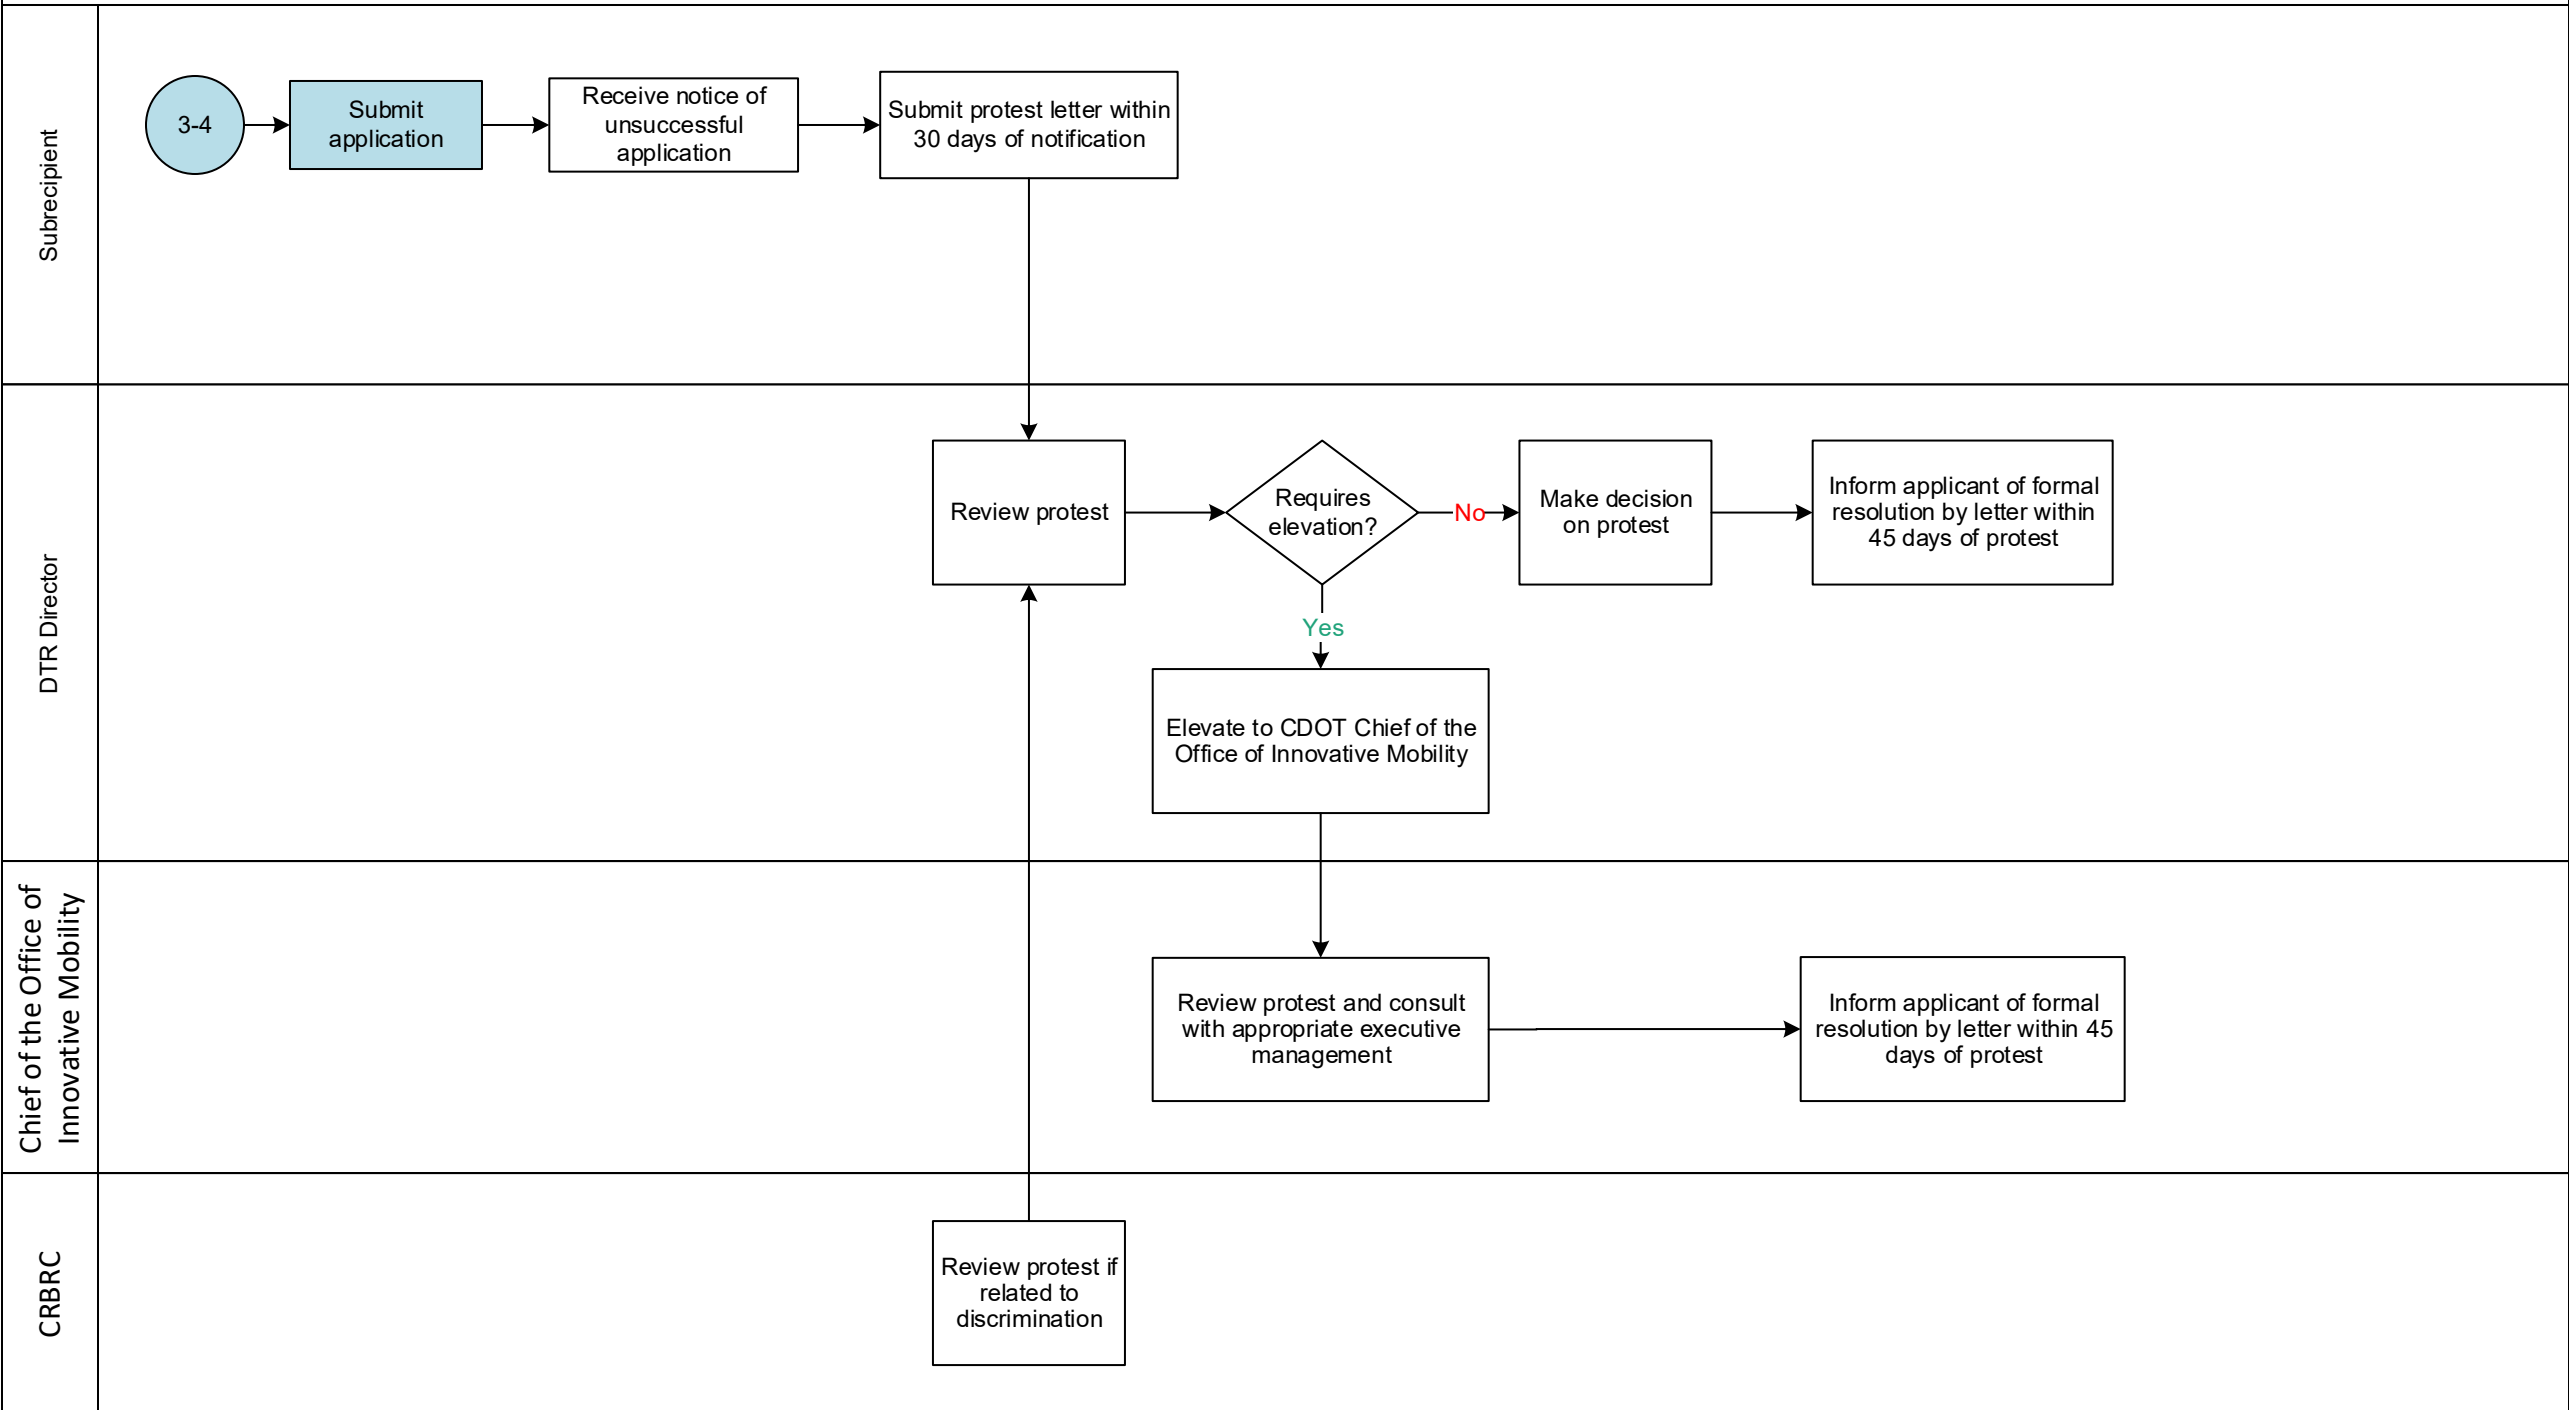 Subrecipient
3-4
Submit
application
Receive notice of
unsuccessful
application
Submit protest letter within
30 days of notification
DTR Director
Review protest
Requires
elevation?
No
Make decision
on protest
Inform applicant of formal
resolution by letter within
45 days of protest
Yes
Elevate to CDOT Chief of the
Office of Innovative Mobility
Chief of the Office of
Innovative Mobility
Review protest and consult
with appropriate executive
management
Inform applicant of formal
resolution by letter within 45
days of protest
CRBRC
Review protest if
related to
discrimination